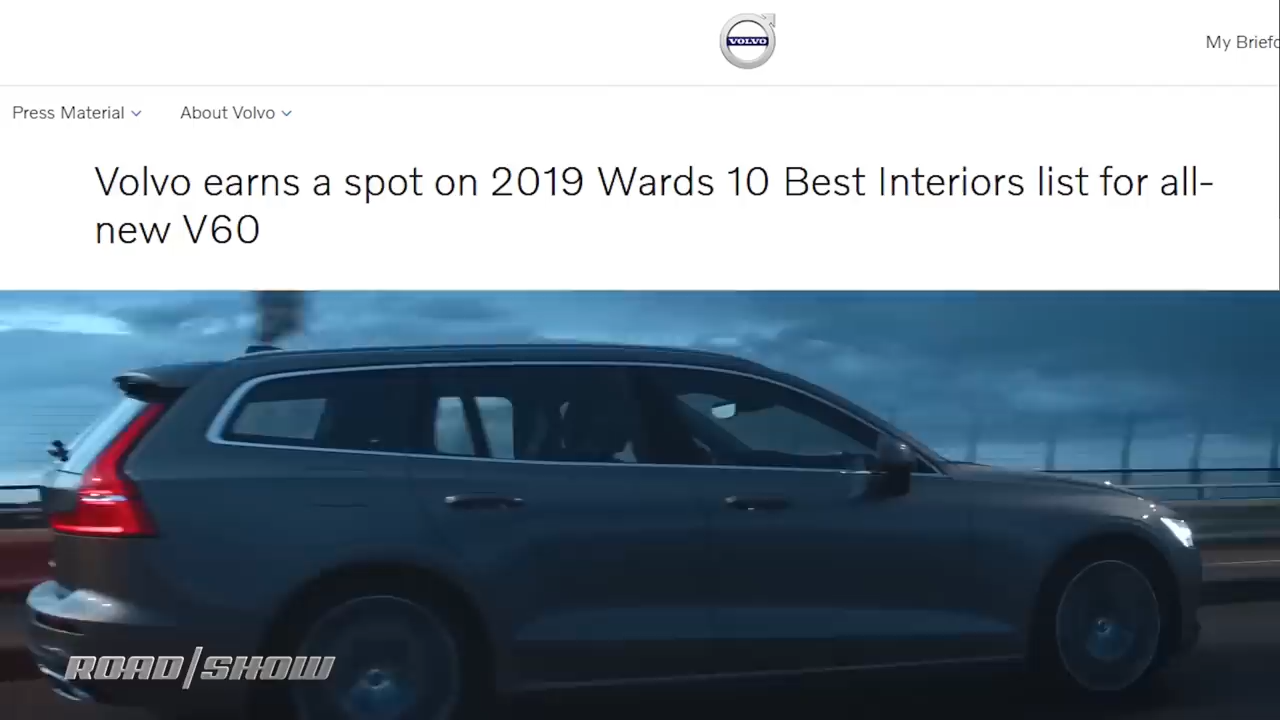 VOLVO
My Briefc
Press Material
About Volvo
Volvo earns a spot on 2019 Wards 10 Best Interiors list for all-
new V60
ROAD/SHOW